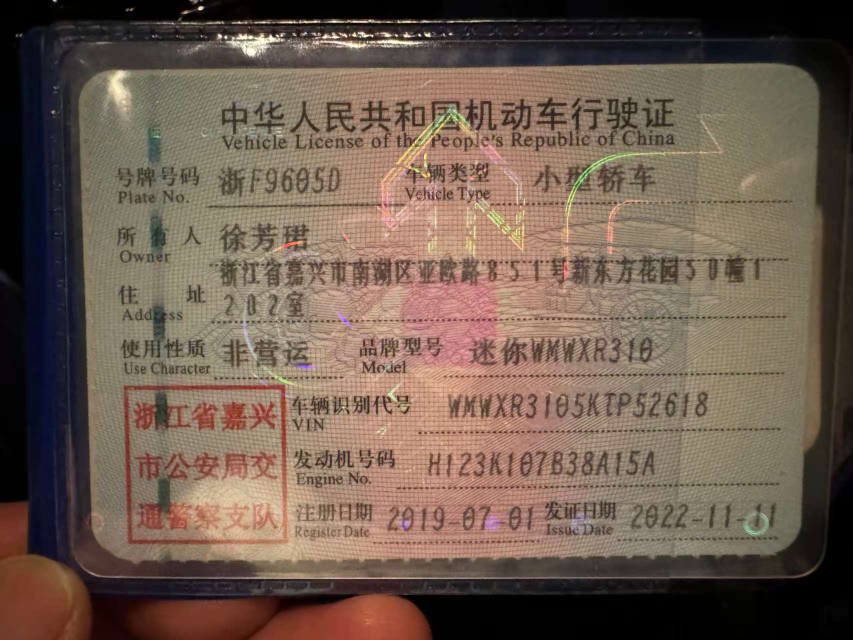 中华人民共和国机动车行驶证
Vehicle License of the People's Republic of China
号牌号码 浙F9605D 车辆类型 小型轿车
Plate No. Vehicle Type
所有人 徐芳珺
Owner
浙江省嘉兴市南湖区亚欧路851号新东方花园50幢1
住址 202室
Address
使用性质 非营运 品牌型号 迷你WMWXR310
Use Character Model
浙江省嘉兴
市公安局交
通警察支队
车辆识别代号 WMWXR3105KTP52618
VIN
发动机号码 H123K107B38A15A
Engine No.
注册日期 2019-07-01 发证日期 2022-11-11
Register Date Issue Date